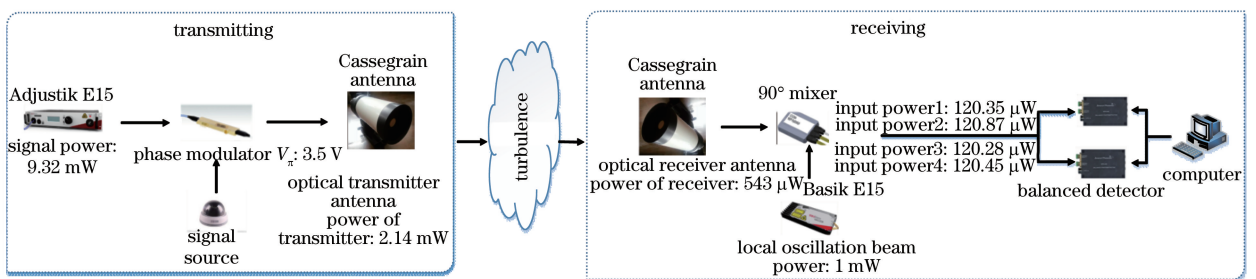 transmitting
Adjustik E15
signal power:
9.32 mW
phase modulator Vπ: 3.5 V
signal
source
Cassegrain
antenna
optical transmitter
antenna
power of
transmitter: 2.14 mW
turbulence
receiving
Cassegrain
antenna
optical receiver antenna
power of receiver: 543 μW
90° mixer
Basik E15
local oscillation beam
power: 1 mW
input power1: 120.35 μW
input power2: 120.87 μW
input power3: 120.28 μW
input power4: 120.45 μW
balanced detector
computer